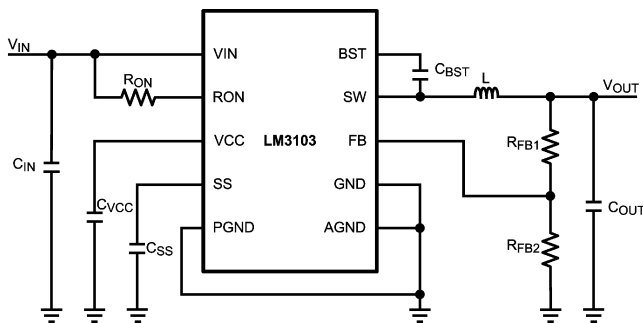 VIN
VIN
BST
RON
CBST
L
VOUT
RON
SW
CIN
VCC
LM3103
FB
RFB1
CVCC
SS
GND
COUT
CSS
PGND
AGND
RFB2